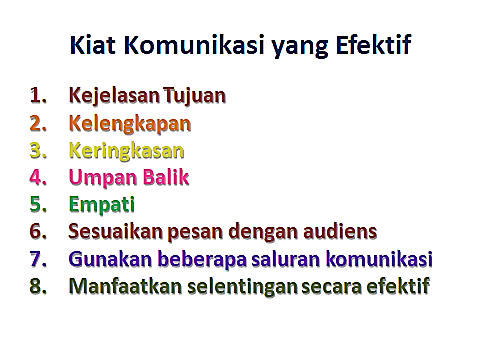 Kiat Komunikasi yang Efektif
1. Kejelasan Tujuan
2. Kelengkapan
3. Keringkasan
4. Umpan Balik
5. Empati
6. Sesuaikan pesan dengan audiens
7. Gunakan beberapa saluran komunikasi
8. Manfaatkan selentingan secara efektif